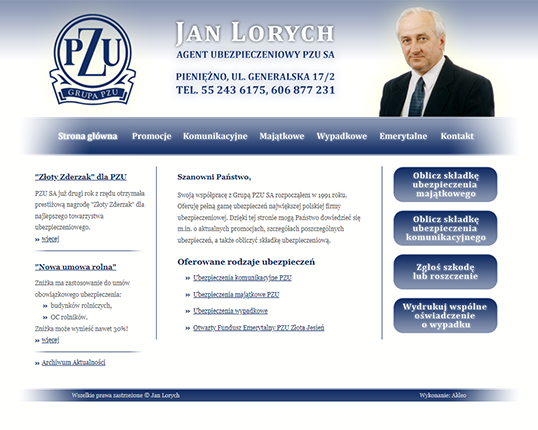 PZU
GRUPA PZU
JAN LORYCH
AGENT UBEZPIECZENIOWY PZU SA
PIENIĘŻNO, UL. GENERALSKA 17/2
TEL. 55 243 6175, 606 877 231
Strona główna Promocje Komunikacyjne Majątkowe Wypadkowe Emerytalne Kontakt
"Złoty Zderzak" dla PZU
PZU SA już drugi rok z rzędu otrzymała
prestiżową nagrodę "Złoty Zderzak" dla
najlepszego towarzystwa
ubezpieczeniowego.
» więcej
"Nowa umowa rolna"
Zniżka ma zastosowanie do umów
obowiązkowego ubezpieczenia:
» budynków rolniczych,
» OC rolników.
Zniżka może wynieść nawet 30%!
» więcej
» Archiwum Aktualności
Szanowni Państwo,
Swoją współpracę z Grupą PZU SA rozpocząłem w 1991 roku.
Oferuję pełną gamę ubezpieczeń największej polskiej firmy
ubezpieczeniowej. Dzięki tej stronie mogą Państwo dowiedzieć się
m.in. o aktualnych promocjach, szczegółach poszczególnych
ubezpieczeń, a także obliczyć składkę ubezpieczeniową.
Oferowane rodzaje ubezpieczeń
» Ubezpieczenia komunikacyjne PZU
» Ubezpieczenia majątkowe PZU
» Ubezpieczenia wypadkowe
» Otwarty Fundusz Emerytalny PZU Złota Jesień
Oblicz składkę
ubezpieczenia
majątkowego
Oblicz składkę
ubezpieczenia
komunikacyjnego
Zgłoś szkodę
lub roszczenie
Wydrukuj wspólne
oświadczenie
o wypadku
Wszelkie prawa zastrzeżone © Jan Lorych Wykonanie: Akleo